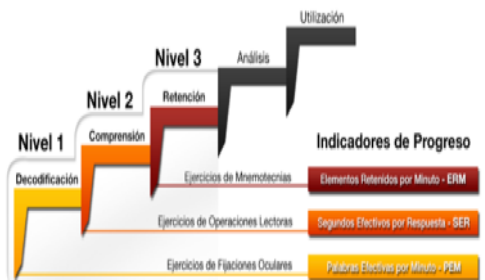 Utilización
Nivel 3
Análisis
Retención
Nivel 2
Comprensión
Nivel 1
Decodificación
Indicadores de Progreso
Ejercicios de Mnemotecnias
Elementos Retenidos por Minuto - ERM
Ejercicios de Operaciones Lectoras
Segundos Efectivos por Respuesta - SER
Ejercicios de Fijaciones Oculares
Palabras Efectivas por Minuto - PEM